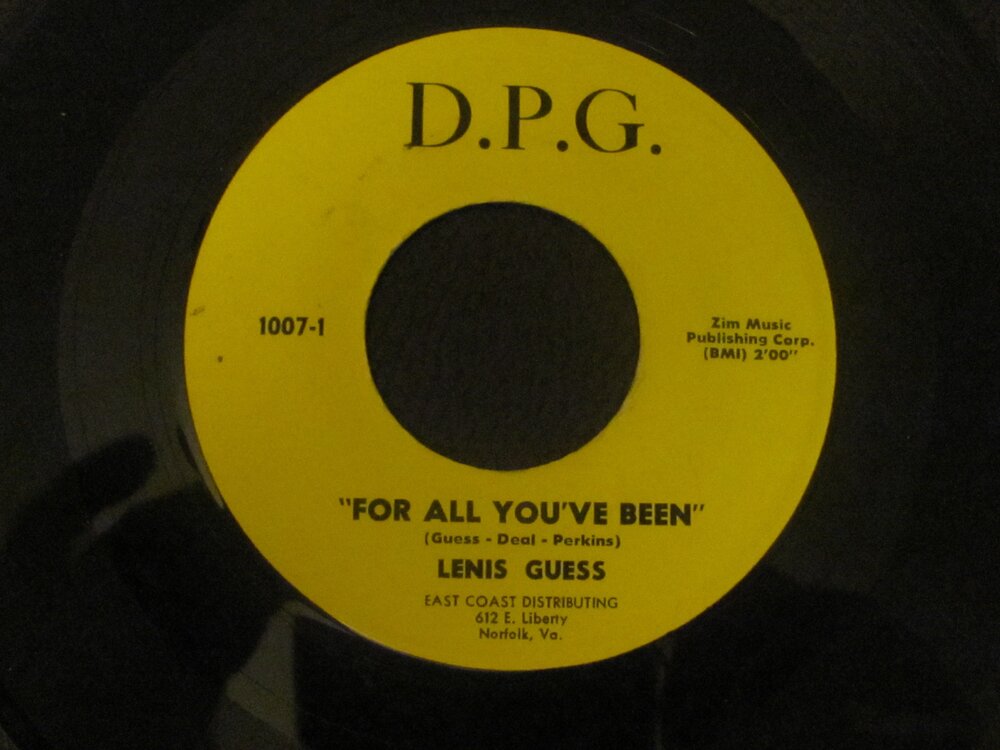 D.P.G.
1007-1
Zim Music
Publishing Corp.
(BMI) 2'00"
"FOR ALL YOU'VE BEEN"
(Guess - Deal - Perkins)
LENIS GUESS
EAST COAST DISTRIBUTING
612 E. Liberty
Norfolk, Va.